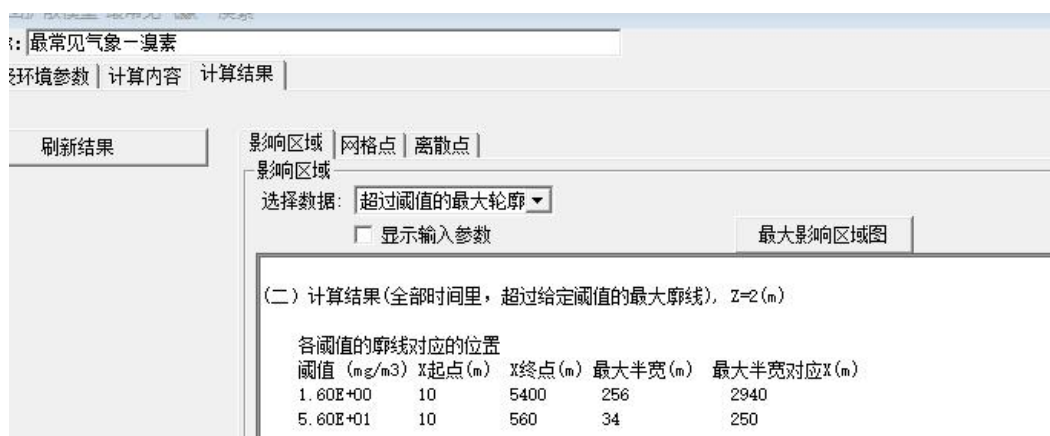 : 最常见气象－溴素
环境参数 计算内容 计算结果
刷新结果
影响区域 网格点 离散点
影响区域
选择数据: 超过阈值的最大轮廓
显示输入参数 最大影响区域图
(二) 计算结果(全部时间里，超过给定阈值的最大廓线), Z=2(m)
各阈值的廓线对应的位置
阈值 (mg/m3) X起点(m) X终点(m) 最大半宽(m) 最大半宽对应X(m)
1.60E+00 10 5400 256 2940
5.60E+01 10 560 34 250